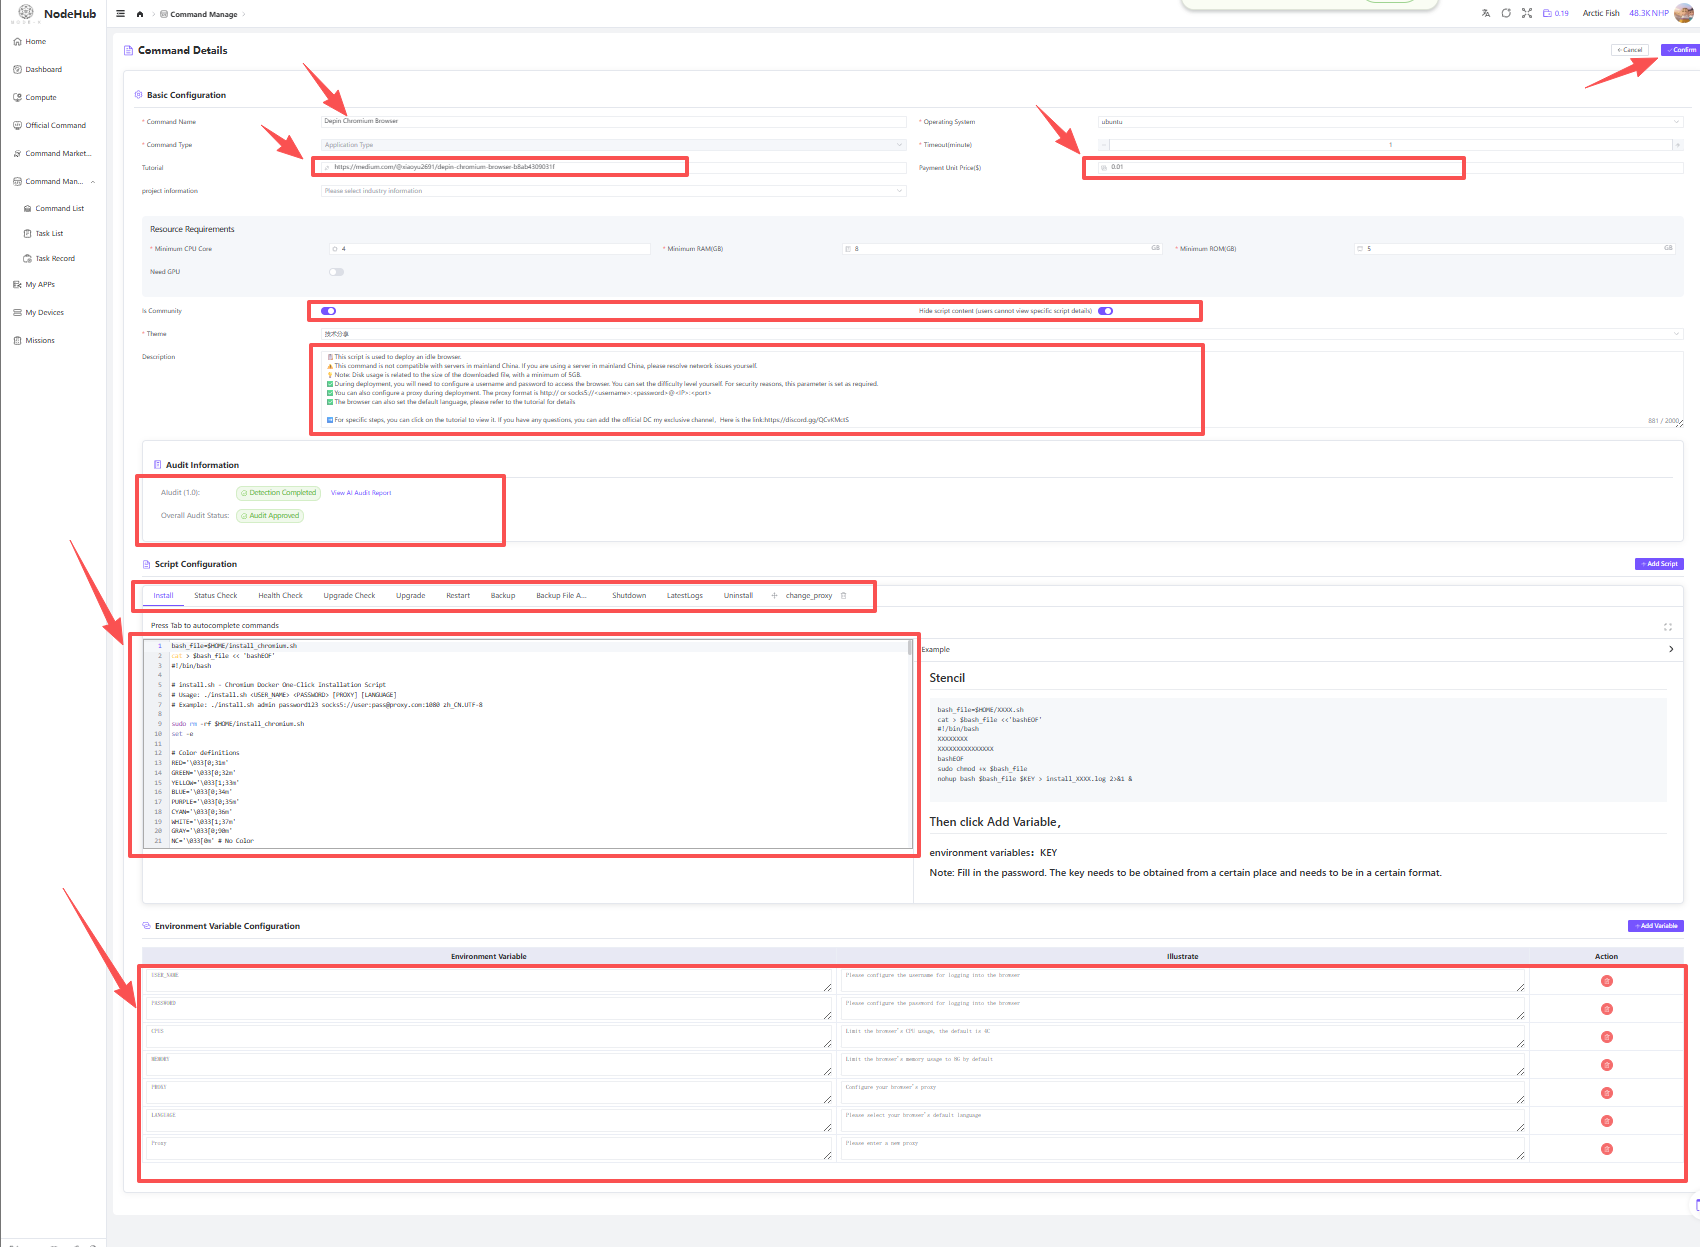 NodeHub
Command Manage
0.19
Arctic Fish
48.3K NHP
Home
Dashboard
Compute
Official Command
Command Market...
Command Man...
Command List
Task List
Task Record
My APPs
My Devices
Missions
Command Details
Cancel
Confirm
Basic Configuration
* Command Name
Depin Chromium Browser
* Operating System
ubuntu
* Command Type
Application Type
* Timeout(minute)
1
Tutorial
https://medium.com/@xiaoyu2691/depin-chromium-browser-b8ab4309031f
Payment Unit Price($)
0.01
project information
Please select industry information
Resource Requirements
* Minimum CPU Core
4
* Minimum RAM(GB)
8
GB
* Minimum ROM(GB)
5
GB
Need GPU
Is Community
Hide script content (users cannot view specific script details)
* Theme
技术分享
Description
This script is used to deploy an idle browser.
This command is not compatible with servers in mainland China. If you are using a server in mainland China, please resolve network issues yourself.
Note: Disk usage is related to the size of the downloaded file, with a minimum of 5GB.
During deployment, you will need to configure a username and password to access the browser. You can set the difficulty level yourself. For security reasons, this parameter is set as required.
You can also configure a proxy during deployment. The proxy format is http:// or socks5://<username>:<password>@<IP>:<port>
The browser can also set the default language, please refer to the tutorial for details
For specific steps, you can click on the tutorial to view it. If you have any questions, you can add the official DC my exclusive channel, Here is the link:https://discord.gg/QCvKMctS
881 / 2000
Audit Information
AIudit (1.0):
Detection Completed
View AI Audit Report
Overall Audit Status:
Audit Approved
Script Configuration
+ Add Script
Install
Status Check
Health Check
Upgrade Check
Upgrade
Restart
Backup
Backup File A...
Shutdown
LatestLogs
Uninstall
change_proxy
Press Tab to autocomplete commands
1 bash_file=$HOME/install_chromium.sh
2 cat > $bash_file << 'bashEOF'
3 #!/bin/bash
4
5 # install.sh - Chromium Docker One-Click Installation Script
6 # Usage: ./install.sh <USER_NAME> <PASSWORD> [PROXY] [LANGUAGE]
7 # Example: ./install.sh admin password123 socks5://user:pass@proxy.com:1080 zh_CN.UTF-8
8
9 sudo rm -rf $HOME/install_chromium.sh
10 set -e
11
12 # Color definitions
13 RED='\033[0;31m'
14 GREEN='\033[0;32m'
15 YELLOW='\033[1;33m'
16 BLUE='\033[0;34m'
17 PURPLE='\033[0;35m'
18 CYAN='\033[0;36m'
19 WHITE='\033[1;37m'
20 GRAY='\033[0;90m'
21 NC='\033[0m' # No Color
Example
Stencil
bash_file=$HOME/XXXX.sh
cat > $bash_file <<'bashEOF'
#!/bin/bash
XXXXXXXX
XXXXXXXXXXXXXXX
bashEOF
sudo chmod +x $bash_file
nohup bash $bash_file $KEY > install_XXXX.log 2>&1 &
Then click Add Variable,
environment variables: KEY
Note: Fill in the password. The key needs to be obtained from a certain place and needs to be in a certain format.
Environment Variable Configuration
+ Add Variable
Environment Variable
Illustrate
Action
USER_NAME
Please configure the username for logging into the browser
PASSWORD
Please configure the password for logging into the browser
CPUS
Limit the browser's CPU usage, the default is 4C
MEMORY
Limit the browser's memory usage to 8G by default
PROXY
Configure your browser's proxy
LANGUAGE
Please select your browser's default language
Proxy
Please enter a new proxy